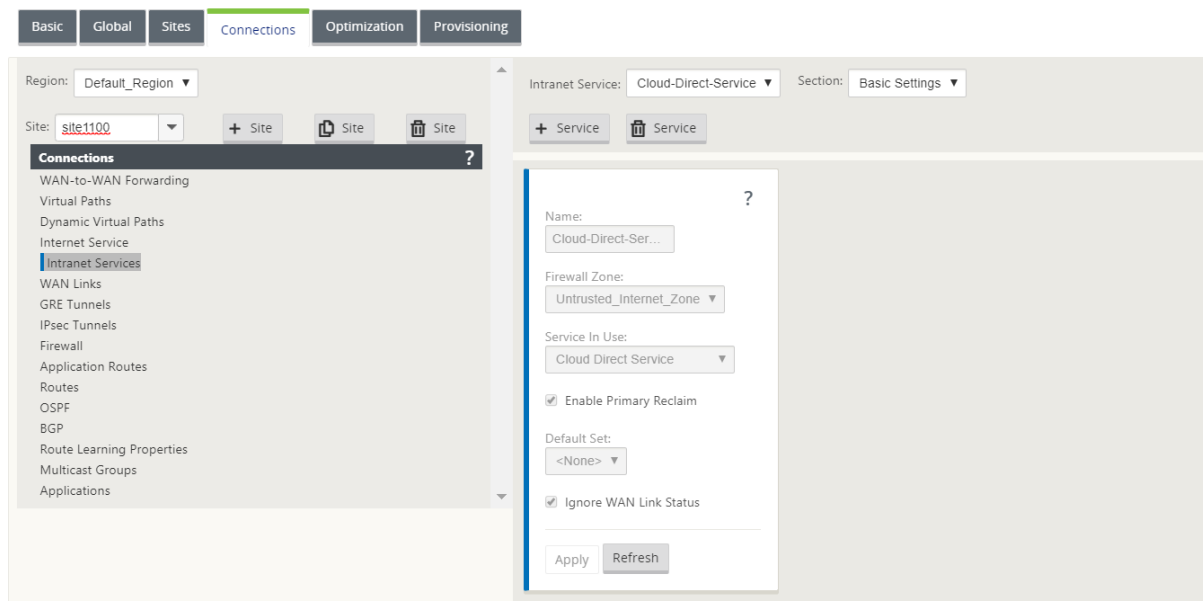 Basic Global Sites Connections Optimization Provisioning
Region: Default_Region ▼
Site: site1100 + Site Site Site
Connections ?
WAN-to-WAN Forwarding
Virtual Paths
Dynamic Virtual Paths
Internet Service
Intranet Services
WAN Links
GRE Tunnels
IPsec Tunnels
Firewall
Application Routes
Routes
OSPF
BGP
Route Learning Properties
Multicast Groups
Applications
Intranet Service: Cloud-Direct-Service ▼ Section: Basic Settings ▼
+ Service Service
?
Name:
Cloud-Direct-Ser...
Firewall Zone:
Untrusted_Internet_Zone ▼
Service In Use:
Cloud Direct Service ▼
Enable Primary Reclaim
Default Set:
<None> ▼
Ignore WAN Link Status
Apply Refresh